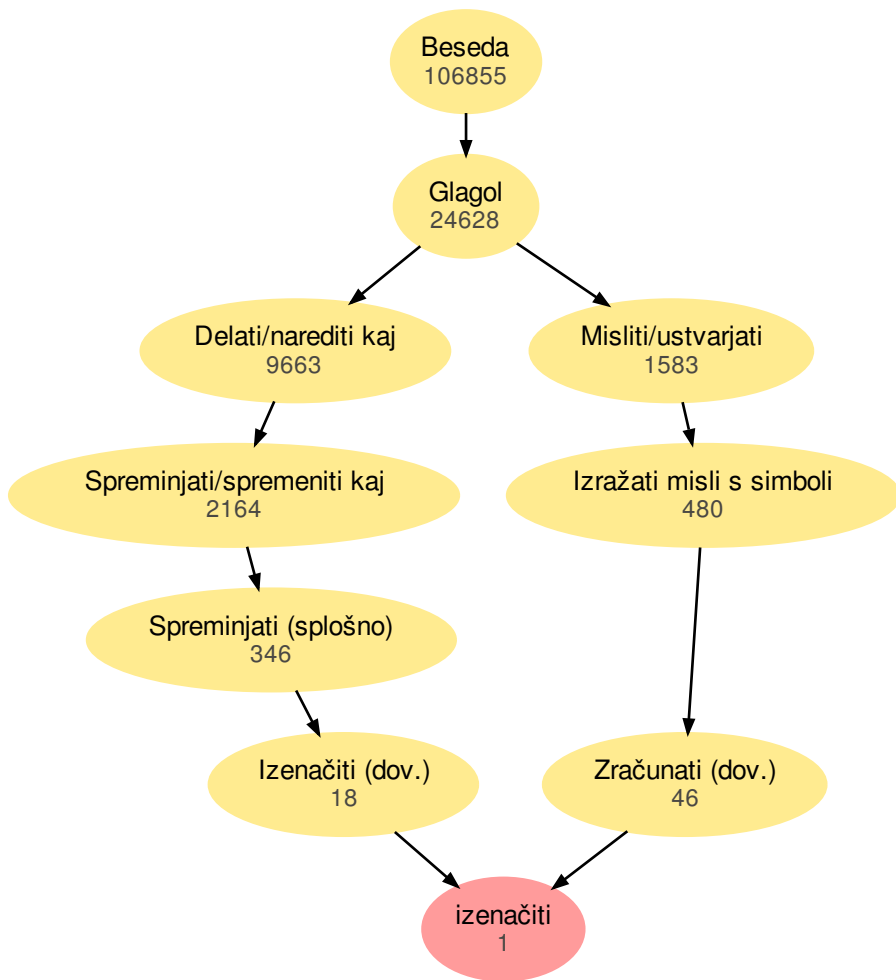 Beseda
106855
Glagol
24628
Delati/narediti kaj
9663
Misliti/ustvarjati
1583
Spreminjati/spremeniti kaj
2164
Izražati misli s simboli
480
Spreminjati (splošno)
346
Izenačiti (dov.)
18
Zračunati (dov.)
46
izenačiti
1